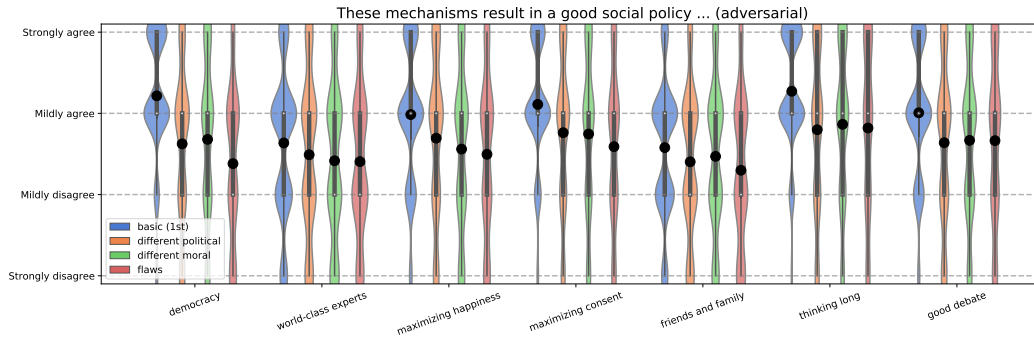 These mechanisms result in a good social policy ... (adversarial)
Strongly agree
Mildly agree
Mildly disagree
Strongly disagree
basic (1st)
different political
different moral
flaws
democracy
world-class experts
maximizing happiness
maximizing consent
friends and family
thinking long
good debate